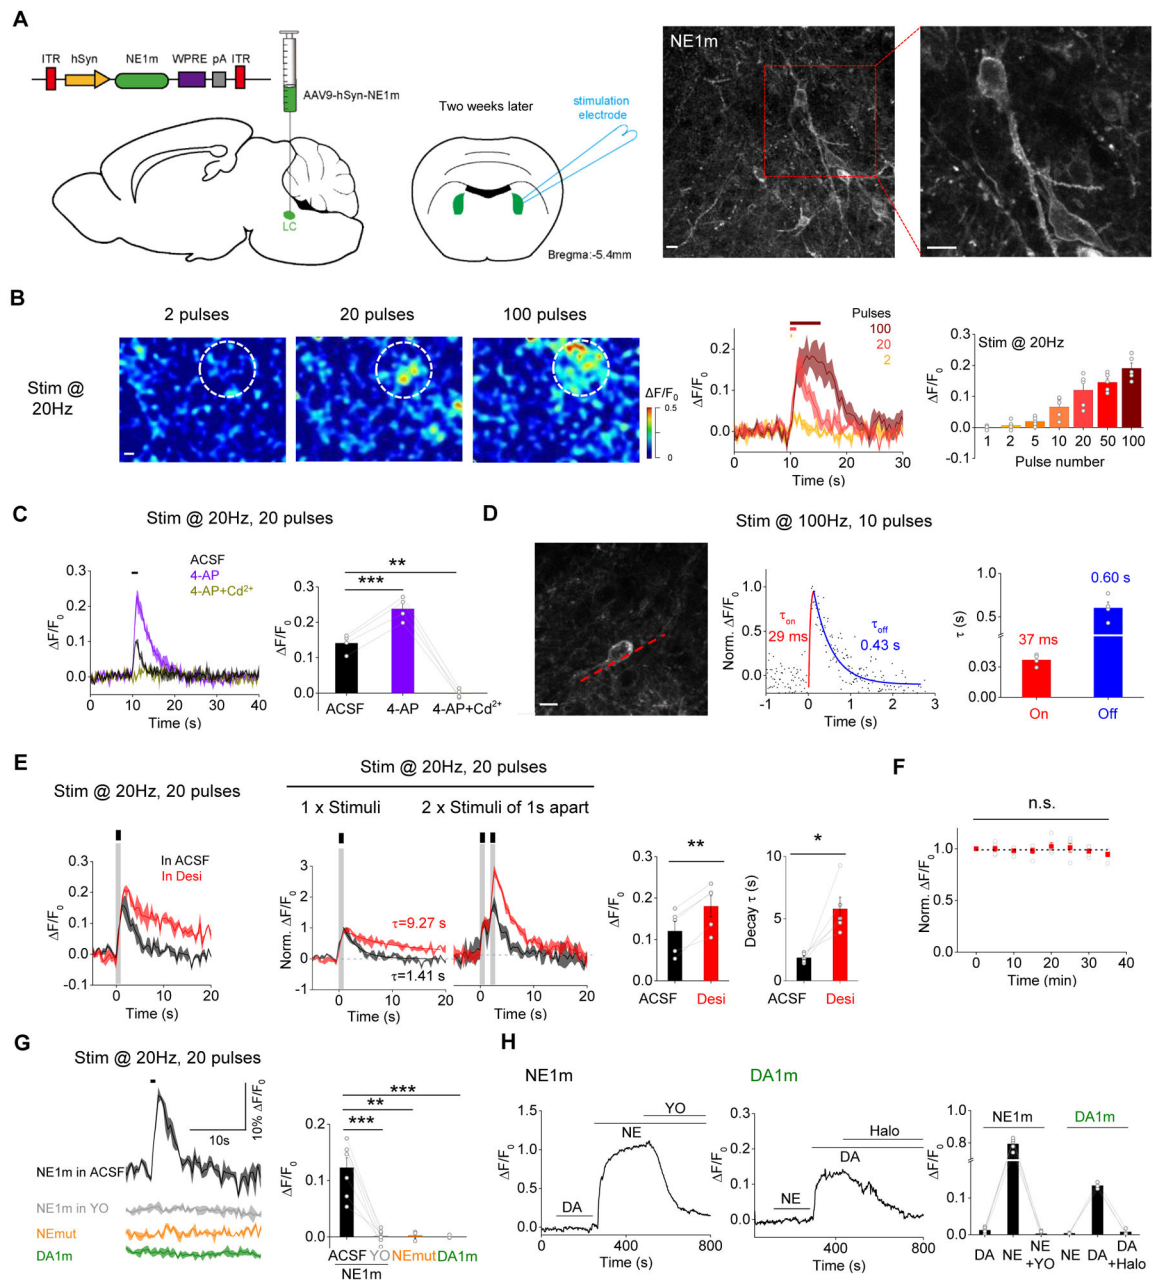 A
ITR hSyn NE1m WPRE pA ITR
AAV9-hSyn-NE1m
LC
Two weeks later
stimulation
electrode
Bregma:-5.4mm
NE1m
B
2 pulses 20 pulses 100 pulses
Stim @
20Hz
ΔF/F0
0.5
0
Pulses
100
20
2
ΔF/F0
0.2
0.1
0.0
0 10 20 30
Time (s)
Stim @ 20Hz
ΔF/F0
0.3
0.2
0.1
0.0
-0.1
1 2 5 10 20 50 100
Pulse number
C
Stim @ 20Hz, 20 pulses
ACSF
4-AP
4-AP+Cd²⁺
ΔF/F0
0.3
0.2
0.1
0.0
0 10 20 30 40
Time (s)
**
***
ΔF/F0
0.3
0.2
0.1
0.0
ACSF 4-AP 4-AP+Cd²⁺
D
Stim @ 100Hz, 10 pulses
Norm. ΔF/F0
1.0
0.5
0.0
τon
29 ms
τoff
0.43 s
-1 0 1 2 3
Time (s)
τ (s)
1.0
0.5
0.03
0.00
37 ms
0.60 s
On Off
E
Stim @ 20Hz, 20 pulses
In ACSF
In Desi
ΔF/F0
0.3
0.2
0.1
0.0
-0.1
0 10 20
Time (s)
Stim @ 20Hz, 20 pulses
1 x Stimuli 2 x Stimuli of 1s apart
Norm. ΔF/F0
3
2
1
0
-1
τ=9.27 s
τ=1.41 s
0 5 10 15 20
Time (s)
0 5 10 15 20
Time (s)
**
ΔF/F0
0.3
0.2
0.1
0.0
ACSF Desi
*
Decay τ (s)
10
5
0
ACSF Desi
F
n.s.
Norm. ΔF/F0
1.0
0.5
0.0
0 10 20 30 40
Time (min)
G
Stim @ 20Hz, 20 pulses
10% ΔF/F0
10s
NE1m in ACSF
NE1m in YO
NEmut
DA1m
***
**
***
ΔF/F0
0.2
0.1
0.0
ACSF YO NEmut DA1m
NE1m
H
NE1m
YO
NE
DA
ΔF/F0
1.5
1.0
0.5
0.0
0 400 800
Time (s)
DA1m
Halo
DA
NE
ΔF/F0
0.3
0.2
0.1
0.0
0 400 800
Time (s)
NE1m DA1m
ΔF/F0
1.0
0.8
0.1
0.0
DA NE NE NE DA DA
+YO +Halo